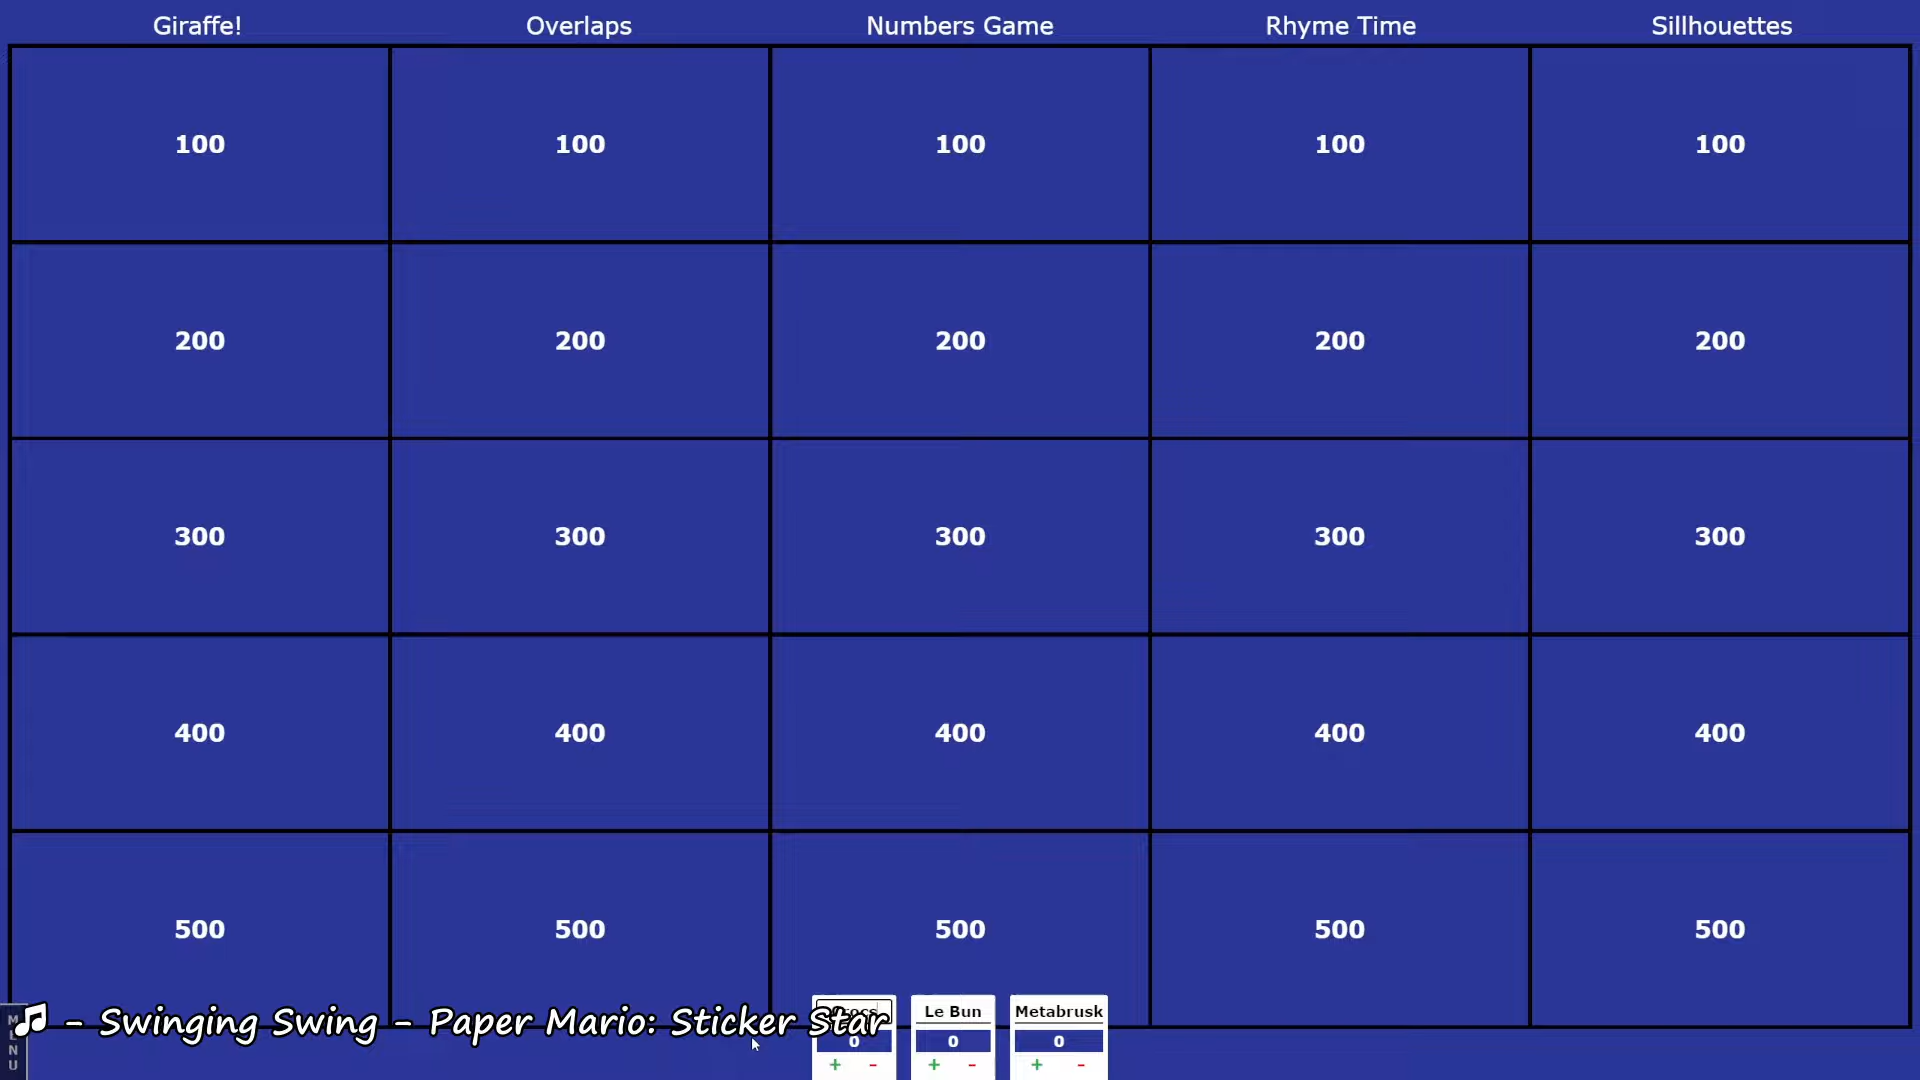 Giraffe! Overlaps Numbers Game Rhyme Time Sillhouettes
100 100 100 100 100
200 200 200 200 200
300 300 300 300 300
400 400 400 400 400
500 500 500 500 500
♫ - Swinging Swing - Paper Mario: Sticker Star
Le Bun Metabrusk
0 0 0
+ - + - + -
MENU